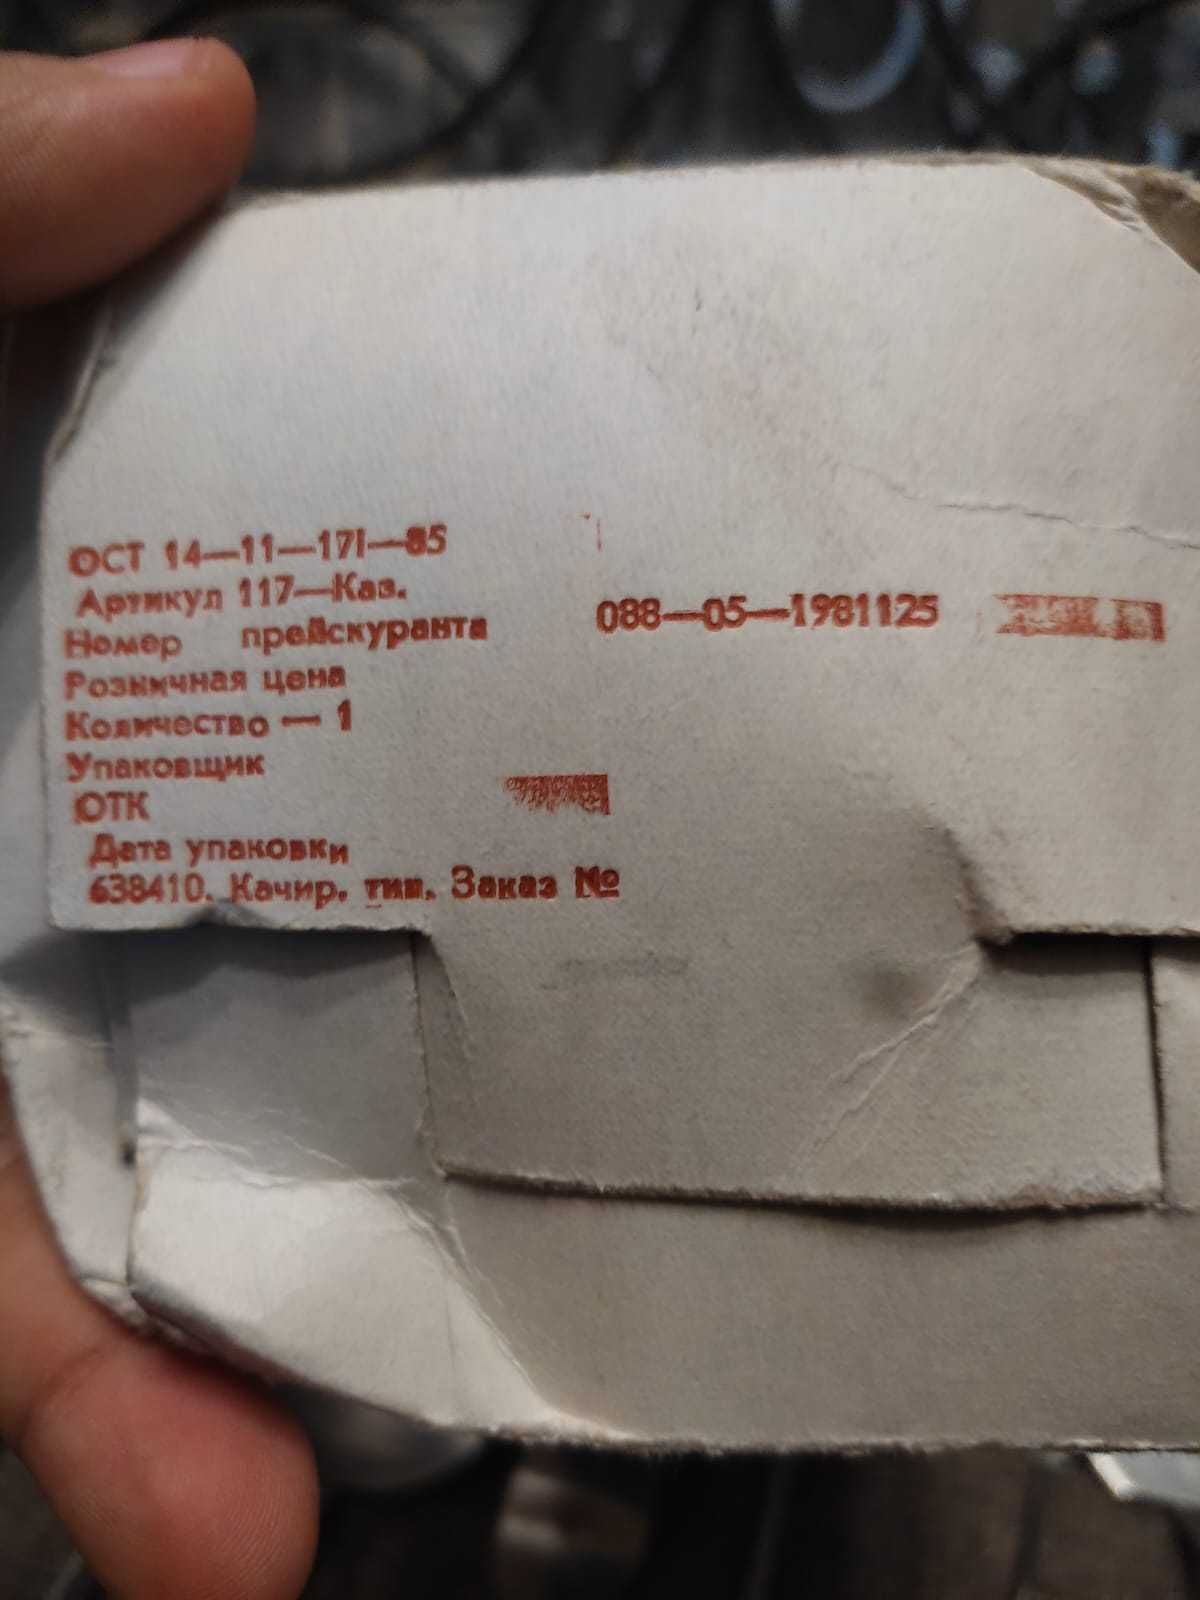 ОСТ 14—11—17I—85
Артикул 117—Каз.
Номер прейскуранта 088—05—1981125
Розничная цена
Количество — 1
Упаковщик
ОТК
Дата упаковки
638410. Качир. тип. Заказ №